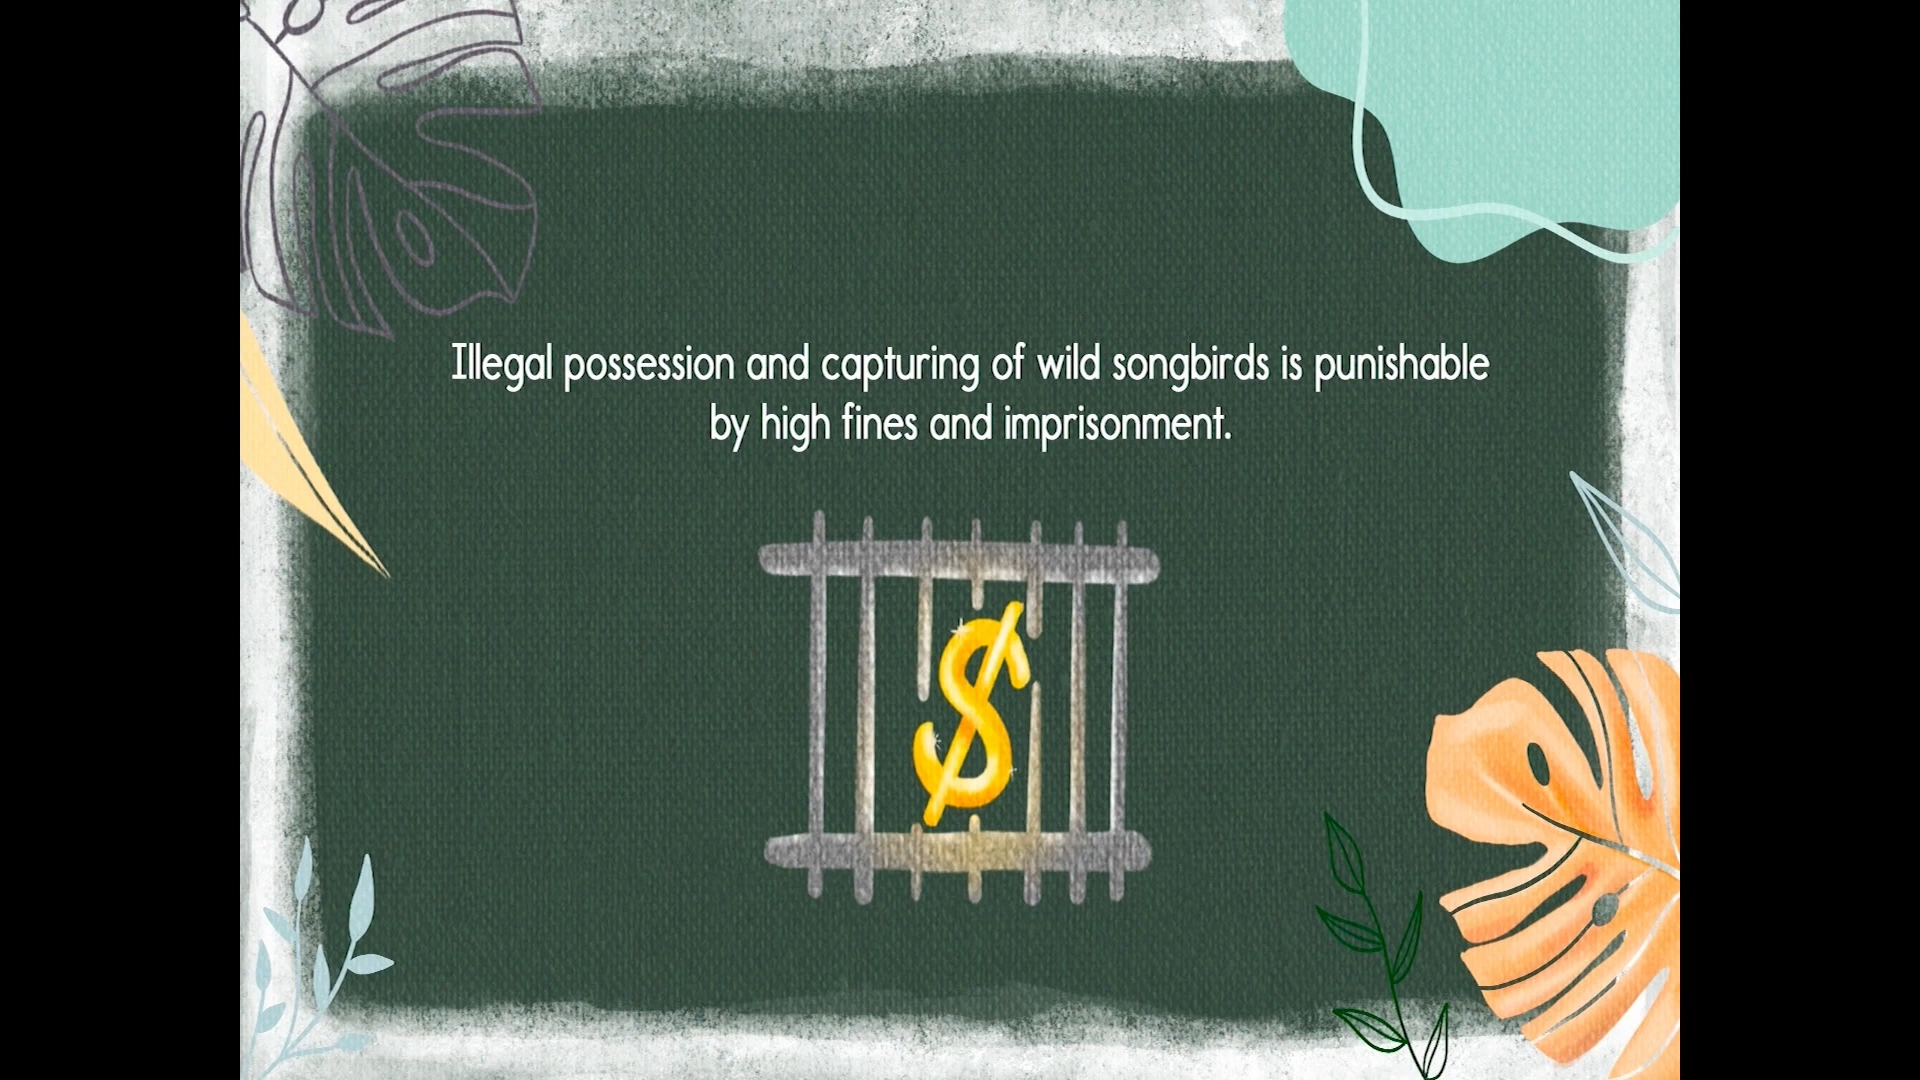 Illegal possession and capturing of wild songbirds is punishable
by high fines and imprisonment.
$